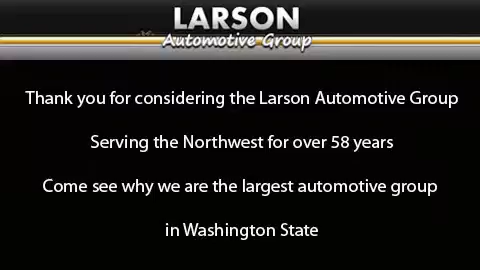 LARSON
Automotive Group
Thank you for considering the Larson Automotive Group
Serving the Northwest for over 58 years
Come see why we are the largest automotive group
in Washington State